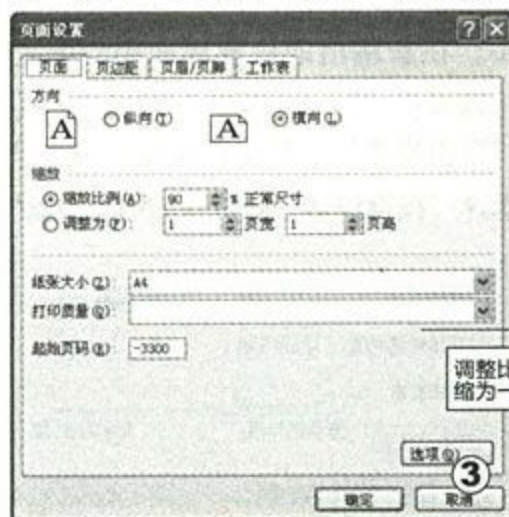 页面设置
页面 页边距 页眉/页脚 工作表
方向
A 纵向(T) A 横向(L)
缩放
缩放比例(A): 90 % 正常尺寸
调整为(F): 1 页宽 1 页高
纸张大小(Z): A4
打印质量(Q):
起始页码(R): -3300
调整比
缩为一
选项(O)...
3
确定 取消